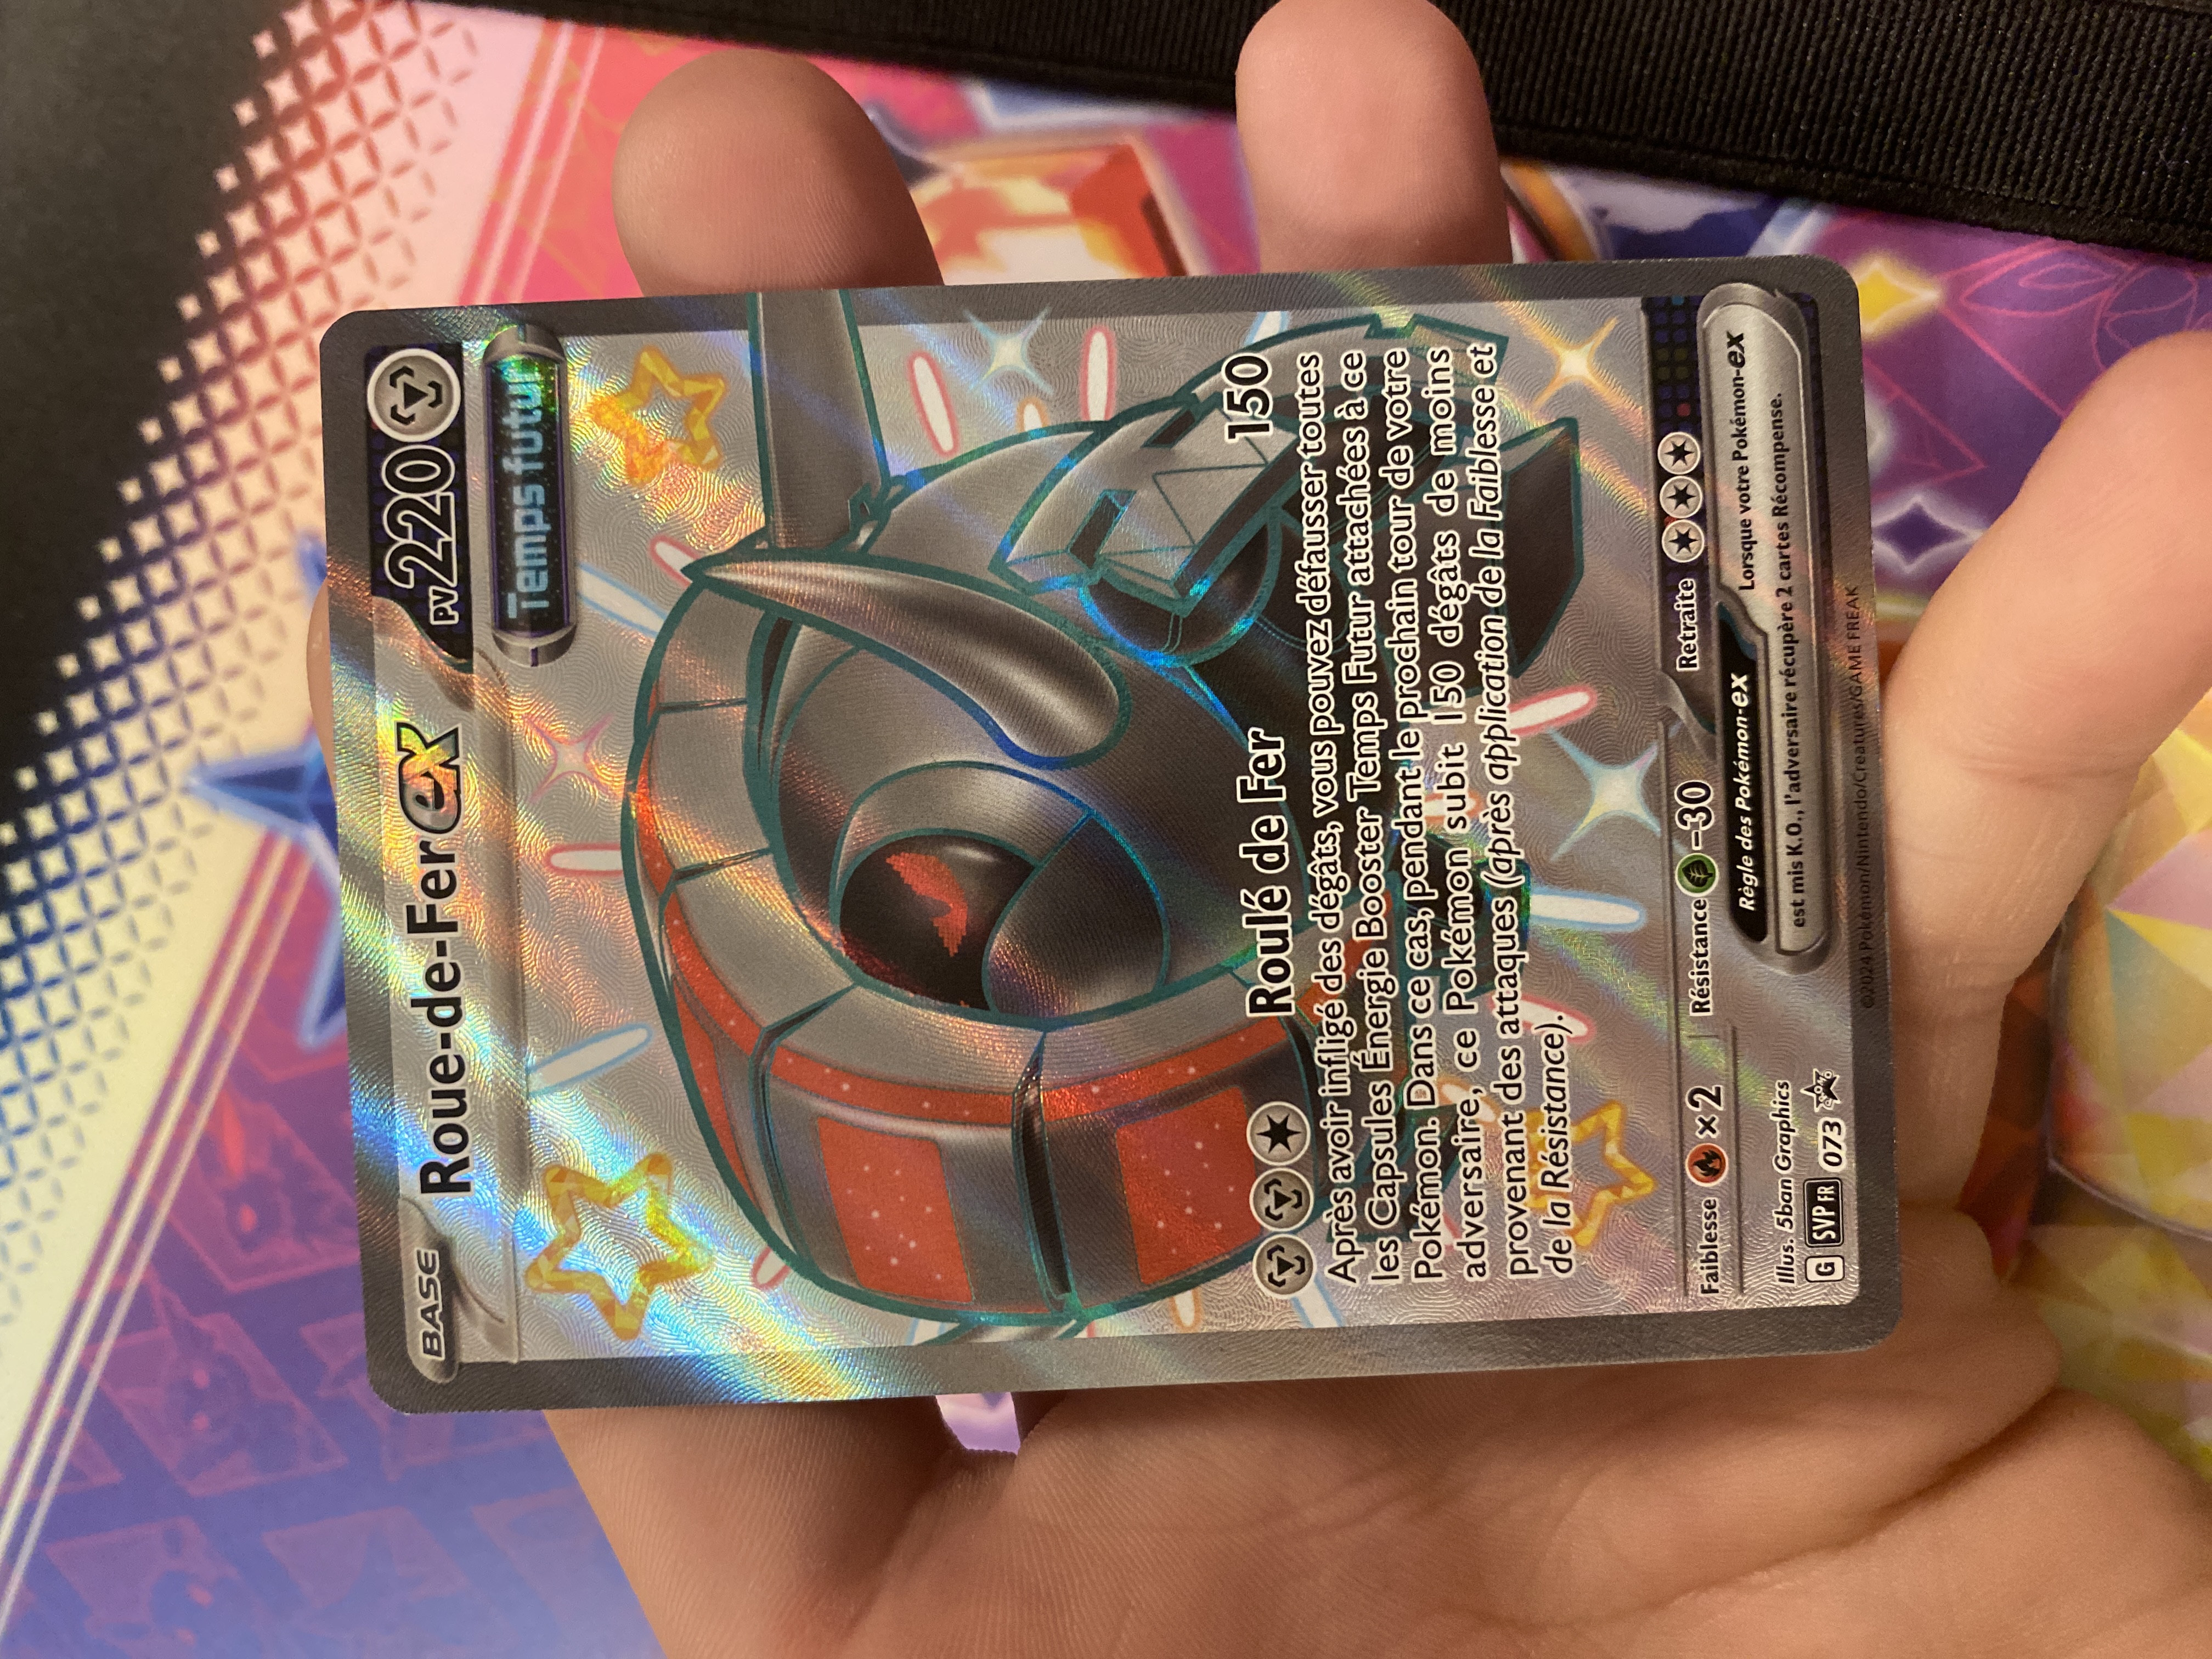 BASE Roue-de-Fer ex PV 220
Temps futur
Roulé de Fer 150
Après avoir infligé des dégâts, vous pouvez défausser toutes
les Capsules Énergie Booster Temps Futur attachées à ce
Pokémon. Dans ce cas, pendant le prochain tour de votre
adversaire, ce Pokémon subit 150 dégâts de moins
provenant des attaques (après application de la Faiblesse et
de la Résistance).
Faiblesse ×2 Résistance -30 Retraite
Règle des Pokémon-ex Lorsque votre Pokémon-ex
est mis K.O., l'adversaire récupère 2 cartes Récompense.
Illus. 5ban Graphics
G SVP FR 073
©2024 Pokémon/Nintendo/Creatures/GAME FREAK